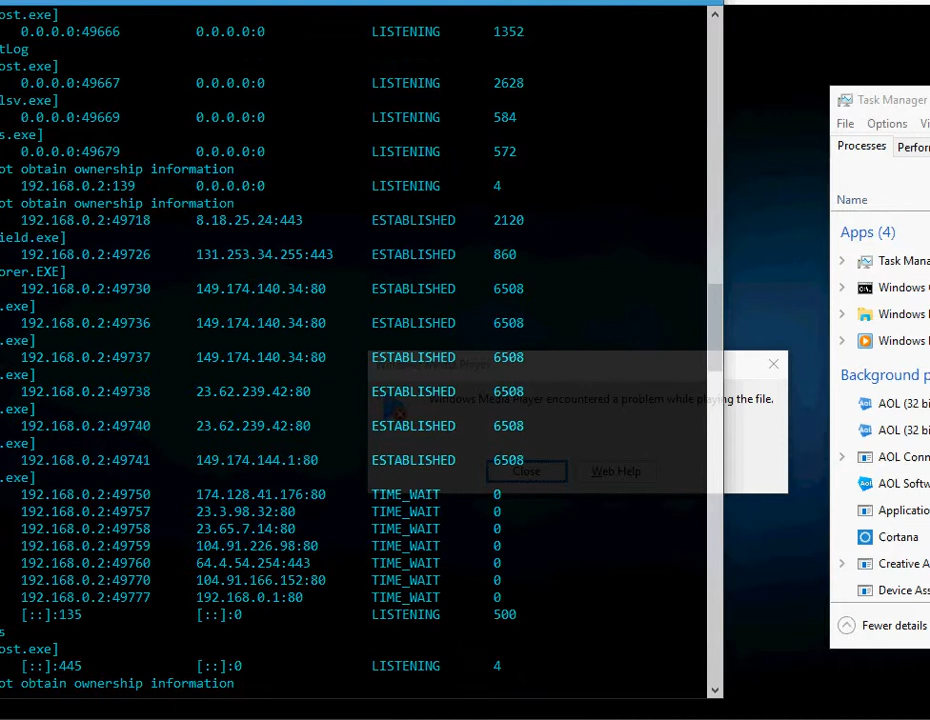 ost.exe]
0.0.0.0:49666 0.0.0.0:0 LISTENING 1352
tLog
ost.exe]
0.0.0.0:49667 0.0.0.0:0 LISTENING 2628
lsv.exe]
0.0.0.0:49669 0.0.0.0:0 LISTENING 584
s.exe]
0.0.0.0:49679 0.0.0.0:0 LISTENING 572
ot obtain ownership information
192.168.0.2:139 0.0.0.0:0 LISTENING 4
ot obtain ownership information
192.168.0.2:49718 8.18.25.24:443 ESTABLISHED 2120
ield.exe]
192.168.0.2:49726 131.253.34.255:443 ESTABLISHED 860
orer.EXE]
192.168.0.2:49730 149.174.140.34:80 ESTABLISHED 6508
.exe]
192.168.0.2:49736 149.174.140.34:80 ESTABLISHED 6508
.exe]
192.168.0.2:49737 149.174.140.34:80 ESTABLISHED 6508
.exe]
192.168.0.2:49738 23.62.239.42:80 ESTABLISHED 6508
.exe]
192.168.0.2:49740 23.62.239.42:80 ESTABLISHED 6508
.exe]
192.168.0.2:49741 149.174.144.1:80 ESTABLISHED 6508
.exe]
192.168.0.2:49750 174.128.41.176:80 TIME_WAIT 0
192.168.0.2:49757 23.3.98.32:80 TIME_WAIT 0
192.168.0.2:49758 23.65.7.14:80 TIME_WAIT 0
192.168.0.2:49759 104.91.226.98:80 TIME_WAIT 0
192.168.0.2:49760 64.4.54.254:443 TIME_WAIT 0
192.168.0.2:49770 104.91.166.152:80 TIME_WAIT 0
192.168.0.2:49777 192.168.0.1:80 TIME_WAIT 0
[::]:135 [::]:0 LISTENING 500
s
ost.exe]
[::]:445 [::]:0 LISTENING 4
ot obtain ownership information
Windows Media Player
Windows Media Player encountered a problem while playing the file.
Close Web Help
Task Manager
File Options Vi
Processes Perforn
Name
Apps (4)
Task Mana
Windows C
Windows
Windows
Background p
AOL (32 bi
AOL (32 bi
AOL Conn
AOL Softw
Applicatio
Cortana
Creative A
Device Ass
Fewer details